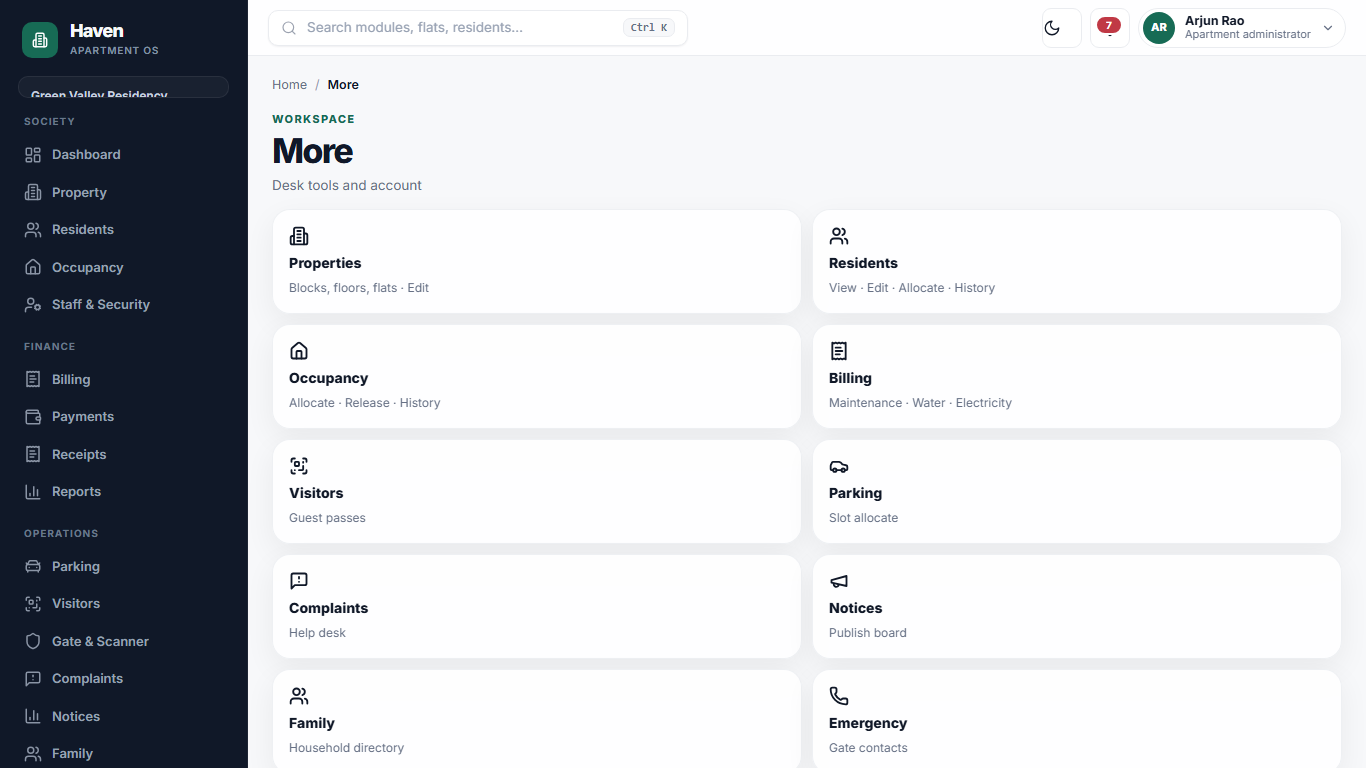 Haven
APARTMENT OS
Green Valley Residency
SOCIETY
Dashboard
Property
Residents
Occupancy
Staff & Security
FINANCE
Billing
Payments
Receipts
Reports
OPERATIONS
Parking
Visitors
Gate & Scanner
Complaints
Notices
Family
Search modules, flats, residents...
Ctrl K
7
AR
Arjun Rao
Apartment administrator
Home / More
WORKSPACE
More
Desk tools and account
Properties
Blocks, floors, flats · Edit
Residents
View · Edit · Allocate · History
Occupancy
Allocate · Release · History
Billing
Maintenance · Water · Electricity
Visitors
Guest passes
Parking
Slot allocate
Complaints
Help desk
Notices
Publish board
Family
Household directory
Emergency
Gate contacts